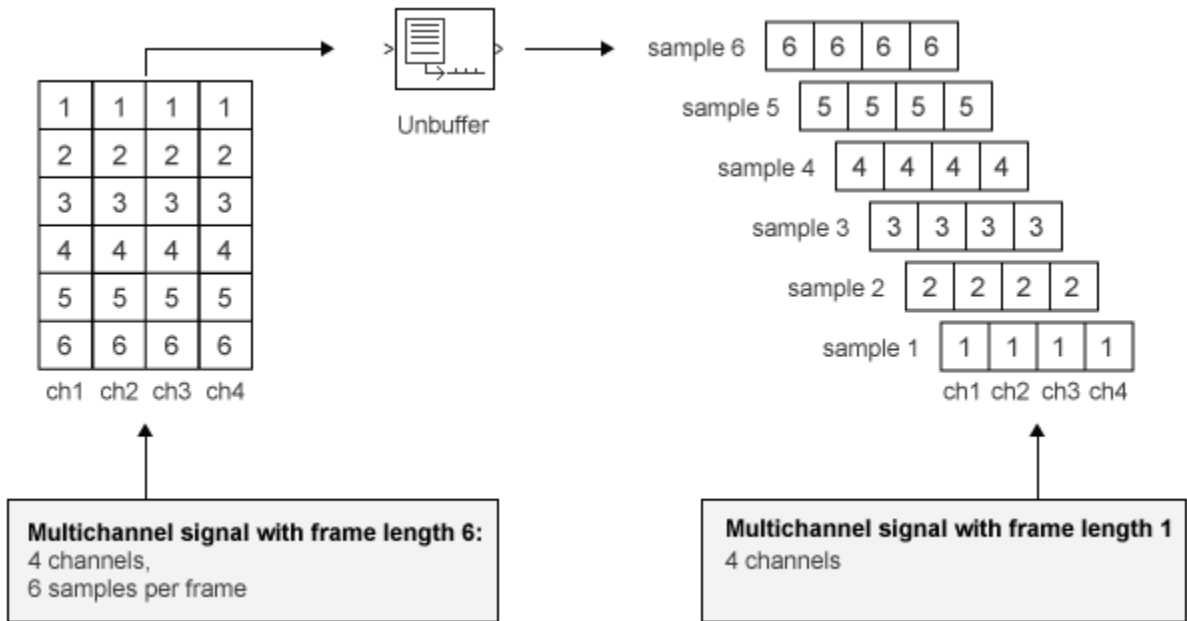 Unbuffer
1 1 1 1
2 2 2 2
3 3 3 3
4 4 4 4
5 5 5 5
6 6 6 6
ch1 ch2 ch3 ch4
sample 6 6 6 6 6
sample 5 5 5 5 5
sample 4 4 4 4 4
sample 3 3 3 3 3
sample 2 2 2 2 2
sample 1 1 1 1 1
ch1 ch2 ch3 ch4
Multichannel signal with frame length 6:
4 channels,
6 samples per frame
Multichannel signal with frame length 1
4 channels